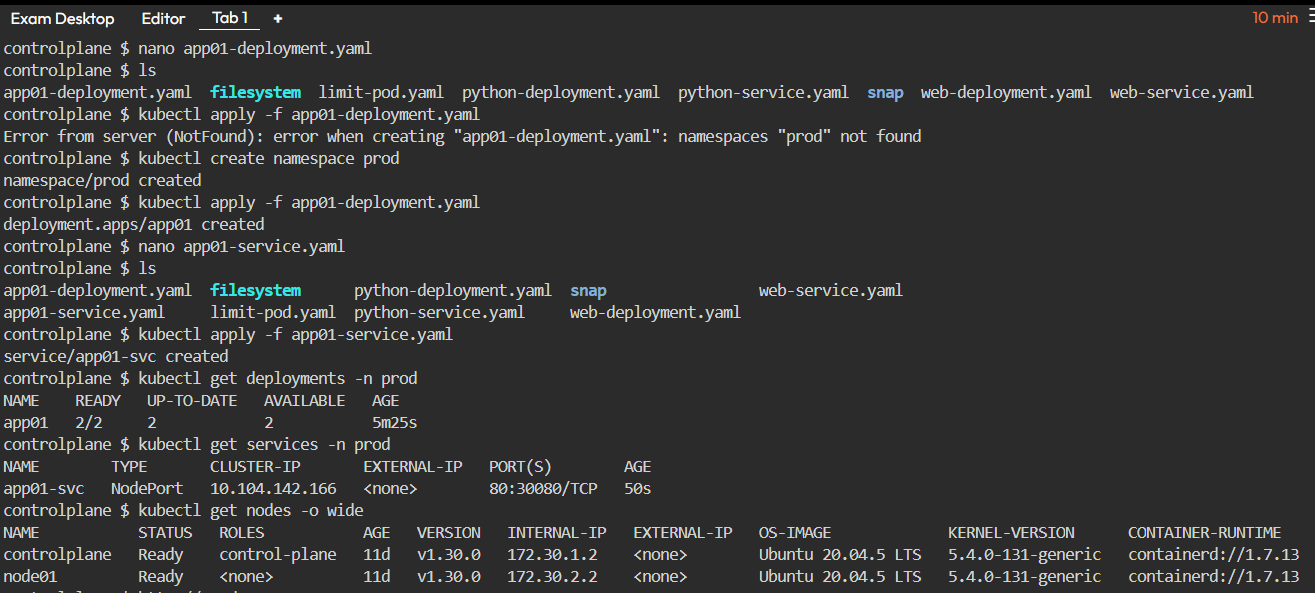 Exam Desktop Editor Tab 1 + 10 min
controlplane $ nano app01-deployment.yaml
controlplane $ ls
app01-deployment.yaml filesystem limit-pod.yaml python-deployment.yaml python-service.yaml snap web-deployment.yaml web-service.yaml
controlplane $ kubectl apply -f app01-deployment.yaml
Error from server (NotFound): error when creating "app01-deployment.yaml": namespaces "prod" not found
controlplane $ kubectl create namespace prod
namespace/prod created
controlplane $ kubectl apply -f app01-deployment.yaml
deployment.apps/app01 created
controlplane $ nano app01-service.yaml
controlplane $ ls
app01-deployment.yaml filesystem python-deployment.yaml snap web-service.yaml
app01-service.yaml limit-pod.yaml python-service.yaml web-deployment.yaml
controlplane $ kubectl apply -f app01-service.yaml
service/app01-svc created
controlplane $ kubectl get deployments -n prod
NAME READY UP-TO-DATE AVAILABLE AGE
app01 2/2 2 2 5m25s
controlplane $ kubectl get services -n prod
NAME TYPE CLUSTER-IP EXTERNAL-IP PORT(S) AGE
app01-svc NodePort 10.104.142.166 <none> 80:30080/TCP 50s
controlplane $ kubectl get nodes -o wide
NAME STATUS ROLES AGE VERSION INTERNAL-IP EXTERNAL-IP OS-IMAGE KERNEL-VERSION CONTAINER-RUNTIME
controlplane Ready control-plane 11d v1.30.0 172.30.1.2 <none> Ubuntu 20.04.5 LTS 5.4.0-131-generic containerd://1.7.13
node01 Ready <none> 11d v1.30.0 172.30.2.2 <none> Ubuntu 20.04.5 LTS 5.4.0-131-generic containerd://1.7.13